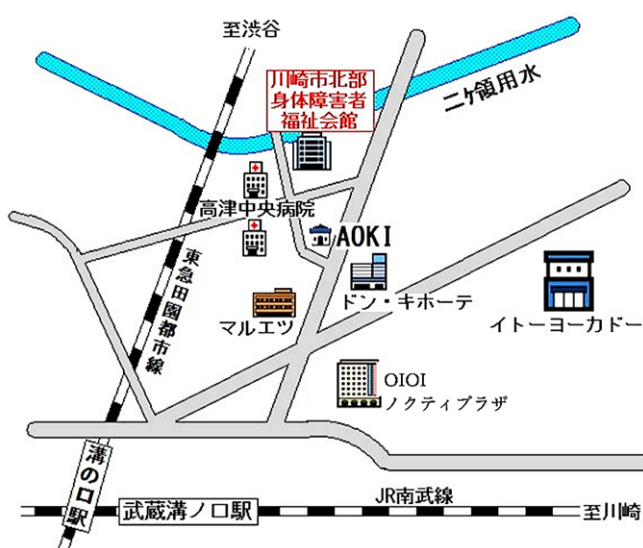 至渋谷
川崎市北部
身体障害者
福祉会館
二ケ領用水
高津中央病院
AOKI
東急田園都市線
ドン・キホーテ
マルエツ
イトーヨーカドー
OIOI
ノクティプラザ
溝の口駅
JR南武線
武蔵溝ノ口駅
至川崎